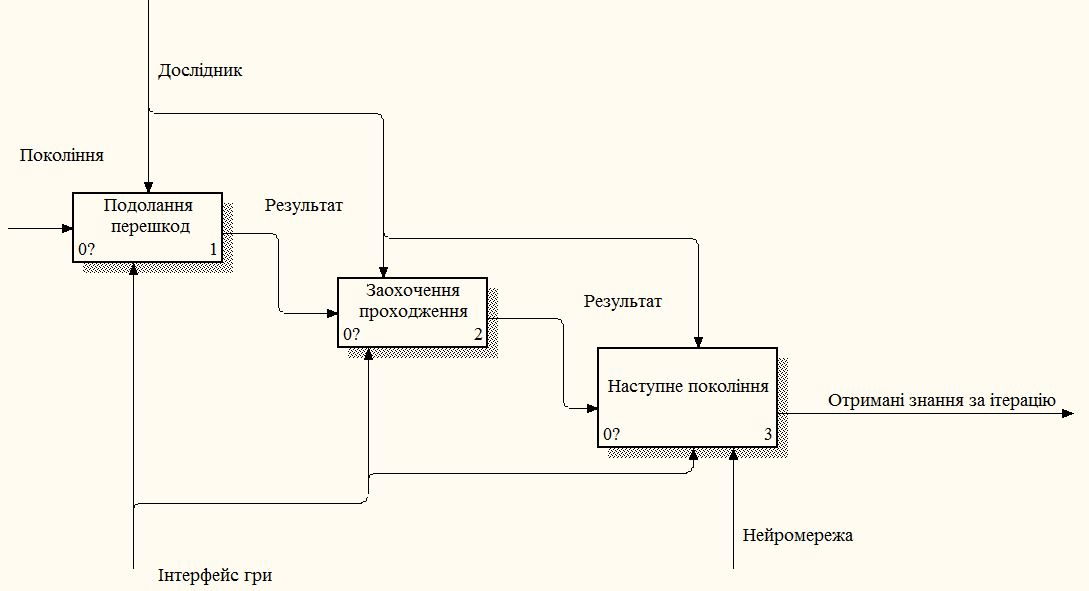 Дослідник
Покоління
Подолання
перешкод
0? 1
Результат
Заохочення
проходження
0? 2
Результат
Наступне покоління
0? 3
Отримані знання за ітерацію
Нейромережа
Інтерфейс гри